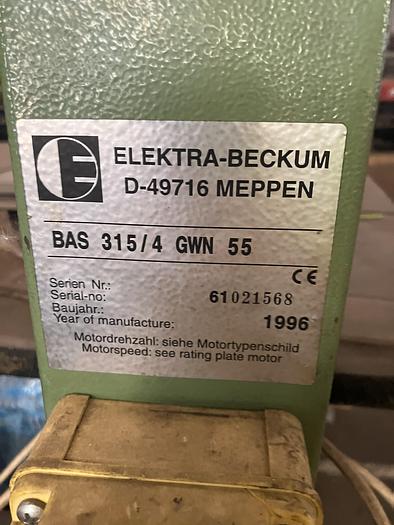 E
ELEKTRA-BECKUM
D-49716 MEPPEN
BAS 315/4 GWN 55
CE
Serien Nr.:
Serial-no: 61021568
Baujahr.:
Year of manufacture: 1996
Motordrehzahl: siehe Motortypenschild
Motorspeed: see rating plate motor